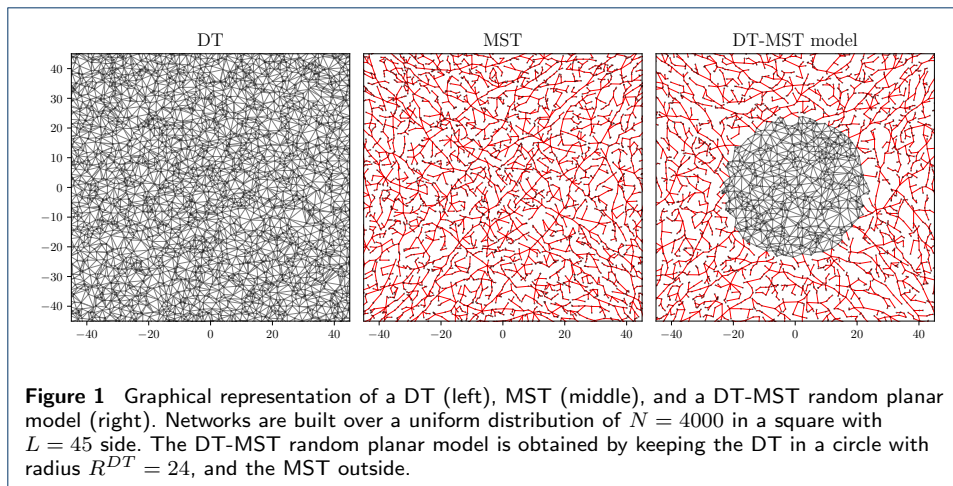 DT
MST
DT-MST model
40
30
20
10
0
−10
−20
−30
−40
−40 −20 0 20 40
−40 −20 0 20 40
−40 −20 0 20 40
Figure 1 Graphical representation of a DT (left), MST (middle), and a DT-MST random planar
model (right). Networks are built over a uniform distribution of N = 4000 in a square with
L = 45 side. The DT-MST random planar model is obtained by keeping the DT in a circle with
radius R^{DT} = 24, and the MST outside.